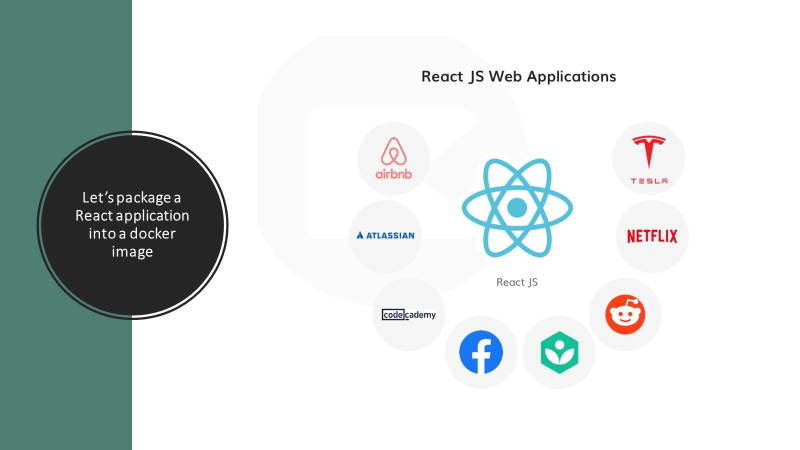 Let's package a
React application
into a docker
image
React JS Web Applications
airbnb
TESLA
ATLASSIAN
NETFLIX
React JS
codecademy